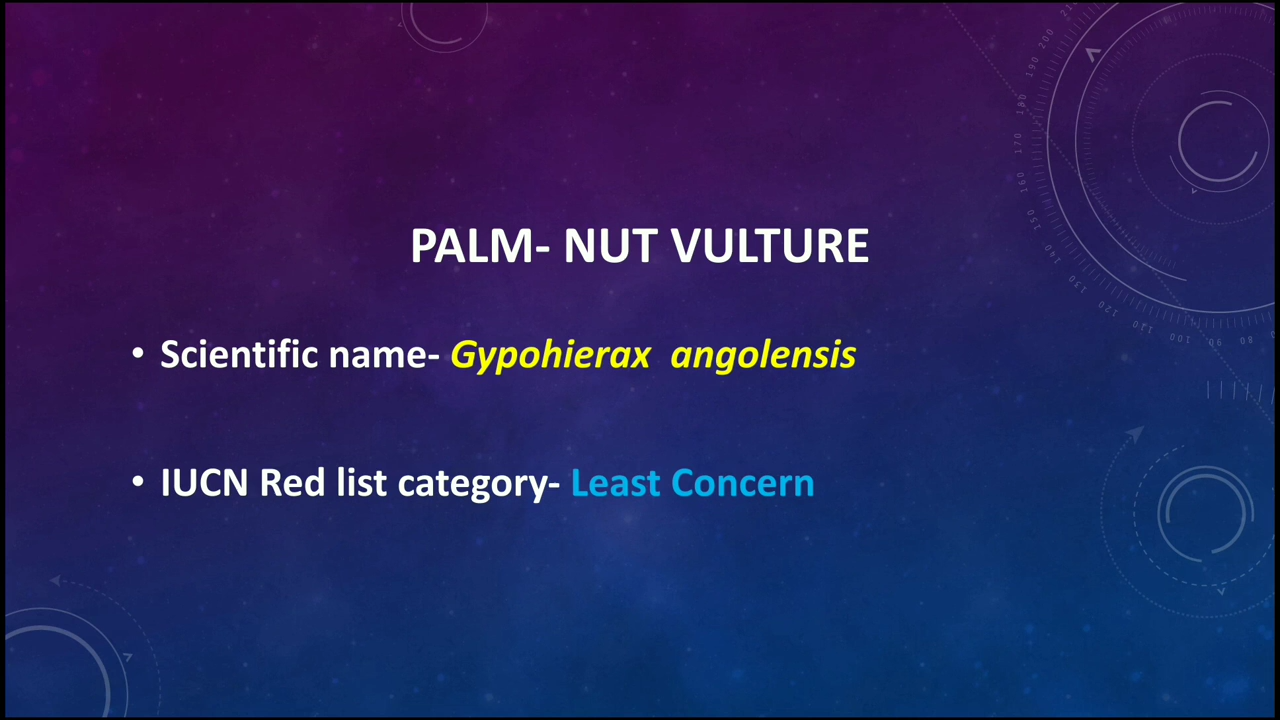 PALM- NUT VULTURE
• Scientific name- Gypohierax  angolensis
• IUCN Red list category- Least Concern